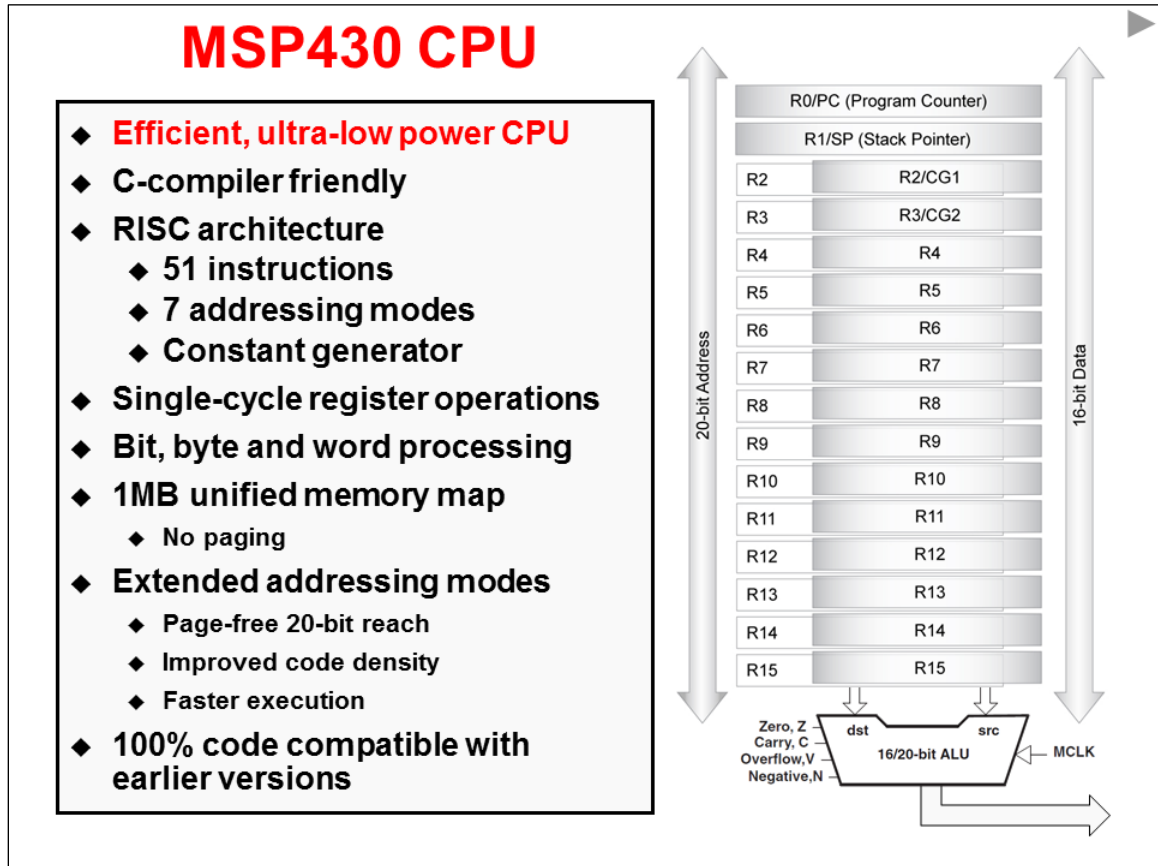 MSP430 CPU
Efficient, ultra-low power CPU
C-compiler friendly
RISC architecture
51 instructions
7 addressing modes
Constant generator
Single-cycle register operations
Bit, byte and word processing
1MB unified memory map
No paging
Extended addressing modes
Page-free 20-bit reach
Improved code density
Faster execution
100% code compatible with
earlier versions
20-bit Address
R0/PC (Program Counter)
R1/SP (Stack Pointer)
R2 R2/CG1
R3 R3/CG2
R4 R4
R5 R5
R6 R6
R7 R7
R8 R8
R9 R9
R10 R10
R11 R11
R12 R12
R13 R13
R14 R14
R15 R15
16-bit Data
Zero, Z
Carry, C
Overflow,V
Negative,N
dst src
16/20-bit ALU
MCLK